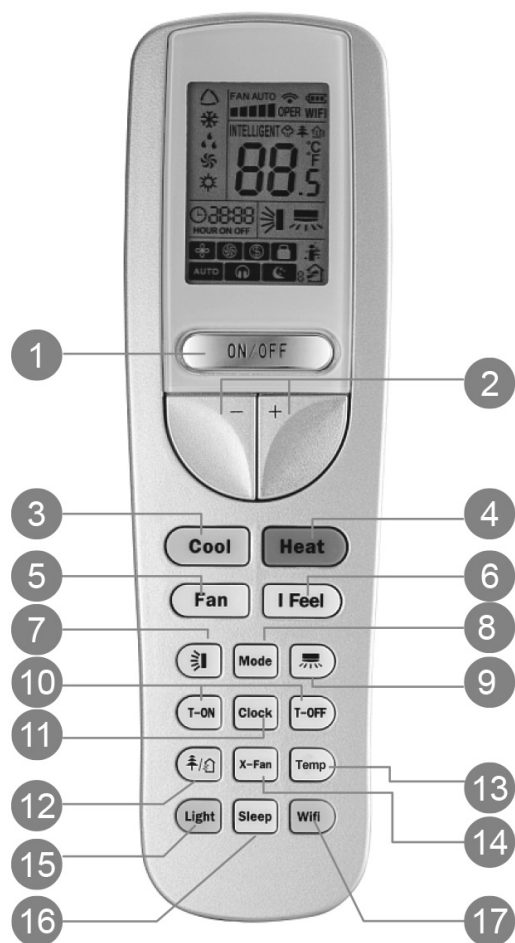 FAN AUTO
OPER WIFI
INTELLIGENT
88.5 °C F
88:88
HOUR ON OFF
AUTO
8
1
ON/OFF
2
- +
3
Cool Heat
4
5
Fan I Feel
6
7
Mode
8
9
10
T-ON Clock T-OFF
11
12
X-Fan Temp
13
14
Light Sleep Wifi
15
16
17